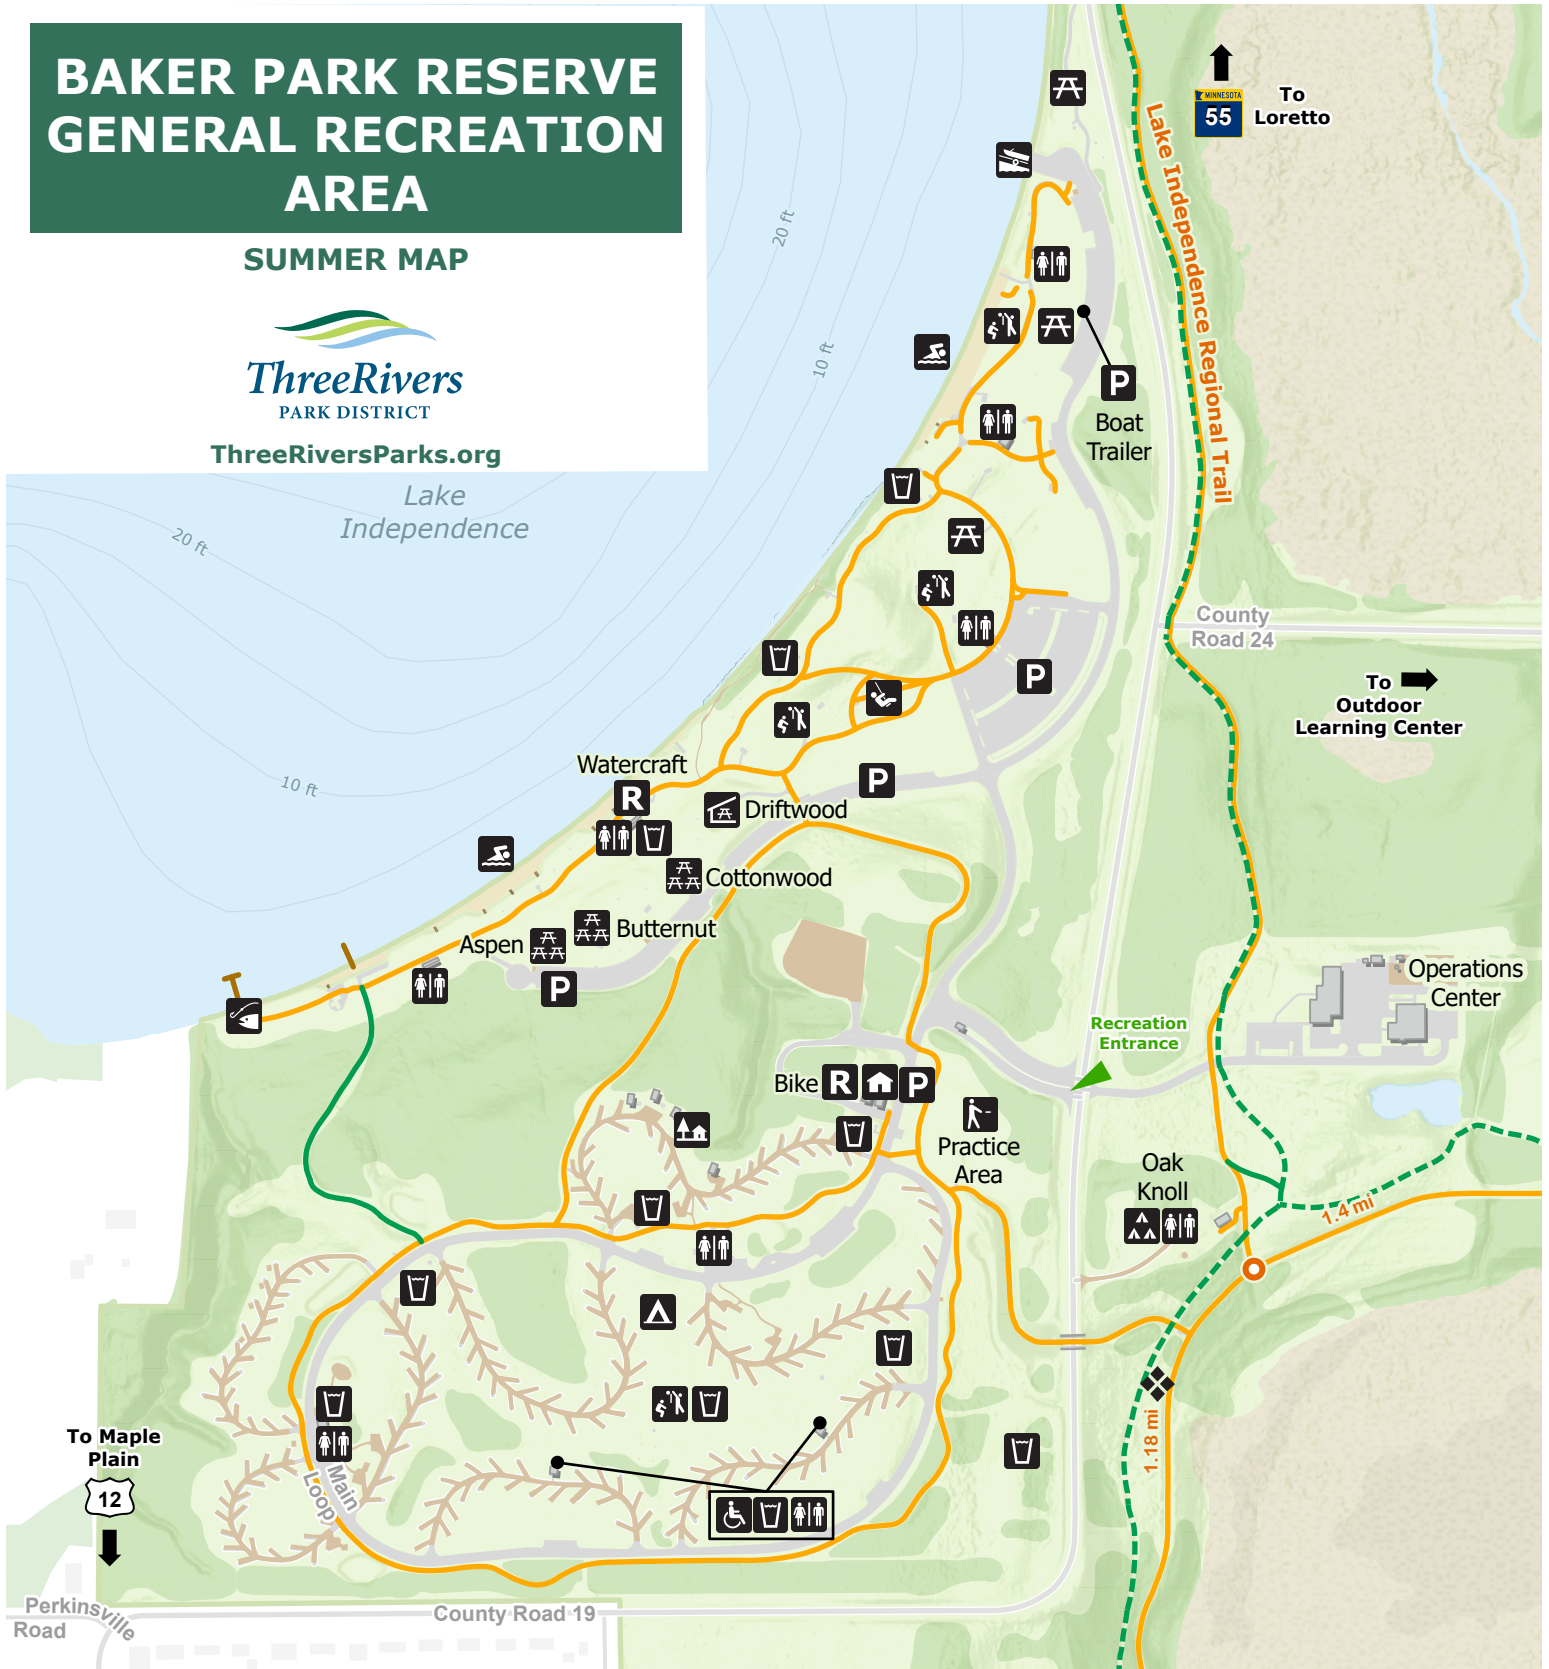 BAKER PARK RESERVE
GENERAL RECREATION
AREA
SUMMER MAP
ThreeRivers
PARK DISTRICT
ThreeRiversParks.org
MINNESOTA
55
To
Loretto
Lake Independence Regional Trail
20 ft
10 ft
P
Boat
Trailer
Lake
Independence
20 ft
10 ft
County
Road 24
To
Outdoor
Learning Center
P
Watercraft
R
P
Driftwood
Cottonwood
Butternut
Aspen
P
Operations
Center
Recreation
Entrance
Bike R P
Practice
Area
Oak
Knoll
1.4 mi
1.18 mi
To Maple
Plain
12
Main
Loop
Perkinsville
Road
County Road 19